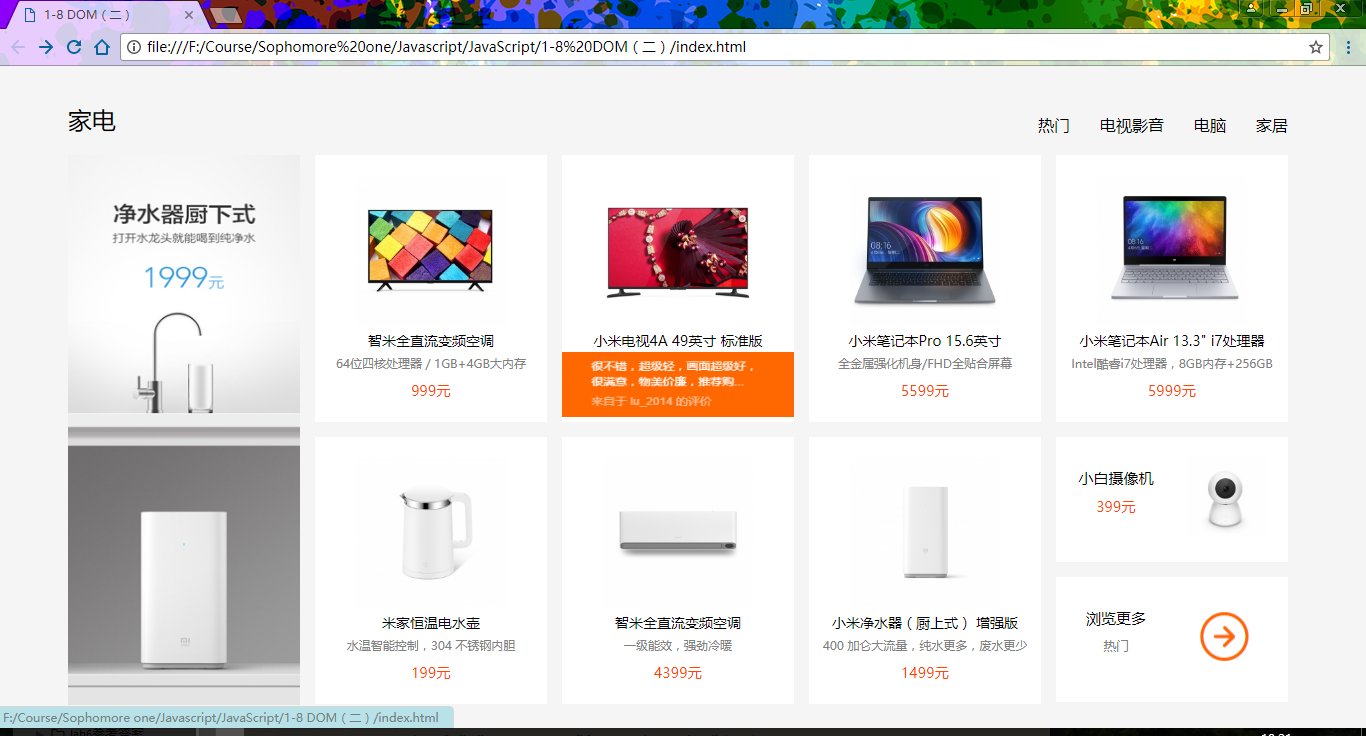 1-8 DOM（二）
file:///F:/Course/Sophomore%20one/Javascript/JavaScript/1-8%20DOM（二）/index.html
家电
热门 电视影音 电脑 家居
净水器厨下式
打开水龙头就能喝到纯净水
1999元
智米全直流变频空调
64位四核处理器 / 1GB+4GB大内存
999元
小米电视4A 49英寸 标准版
很不错，超级轻，画面超级好，
很满意，物美价廉，推荐购...
来自于 iu_2014 的评价
08:16
小米笔记本Pro 15.6英寸
全金属强化机身/FHD全贴合屏幕
5599元
08:16
小米笔记本Air 13.3" i7处理器
Intel酷睿i7处理器，8GB内存+256GB
5999元
米家恒温电水壶
水温智能控制，304 不锈钢内胆
199元
智米全直流变频空调
一级能效，强劲冷暖
4399元
小米净水器（厨上式） 增强版
400 加仑大流量，纯水更多，废水更少
1499元
小白摄像机
399元
浏览更多
热门
F:/Course/Sophomore one/Javascript/JavaScript/1-8 DOM（二）/index.html